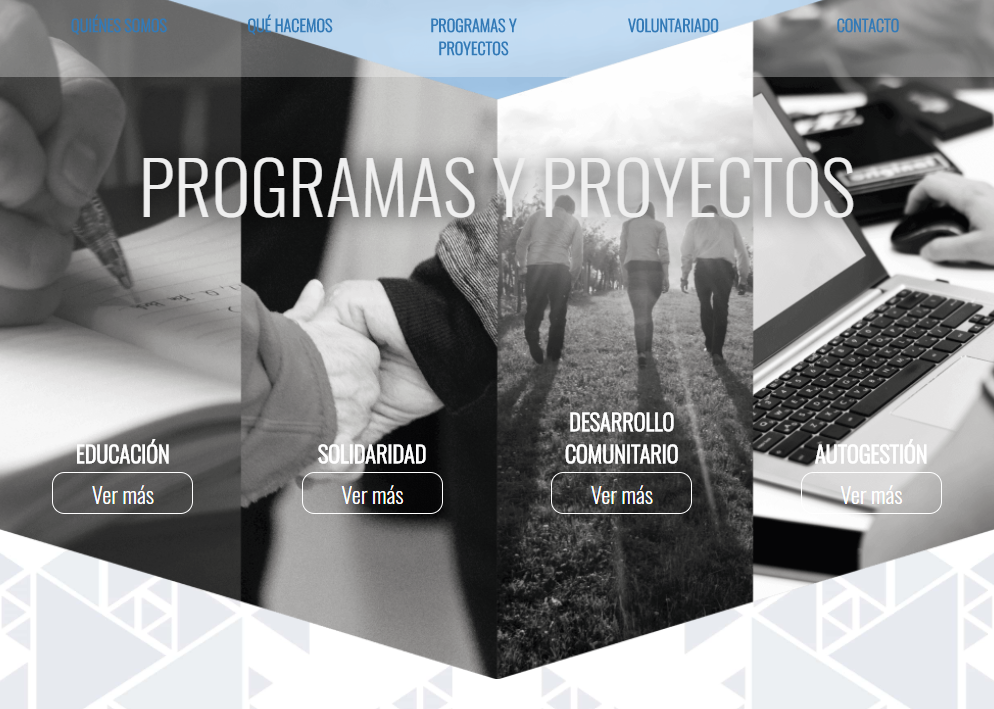 QUIÉNES SOMOS
QUÉ HACEMOS
PROGRAMAS Y
PROYECTOS
VOLUNTARIADO
CONTACTO
PROGRAMAS Y PROYECTOS
EDUCACIÓN
Ver más
SOLIDARIDAD
Ver más
DESARROLLO
COMUNITARIO
Ver más
AUTOGESTIÓN
Ver más